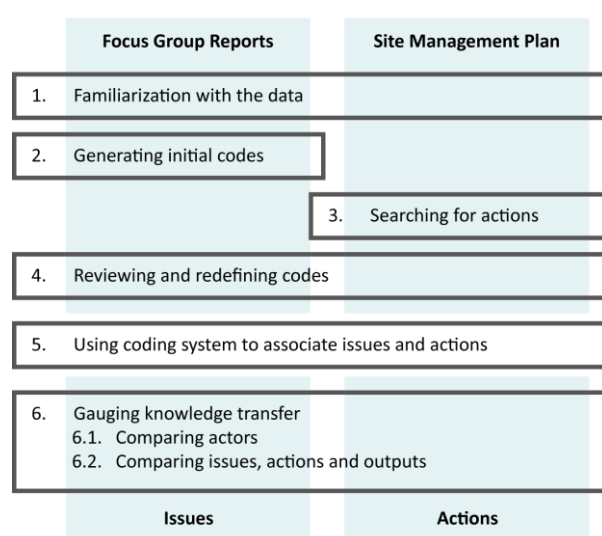 Focus Group Reports
Site Management Plan
1. Familiarization with the data
2. Generating initial codes
3. Searching for actions
4. Reviewing and redefining codes
5. Using coding system to associate issues and actions
6. Gauging knowledge transfer
6.1. Comparing actors
6.2. Comparing issues, actions and outputs
Issues
Actions